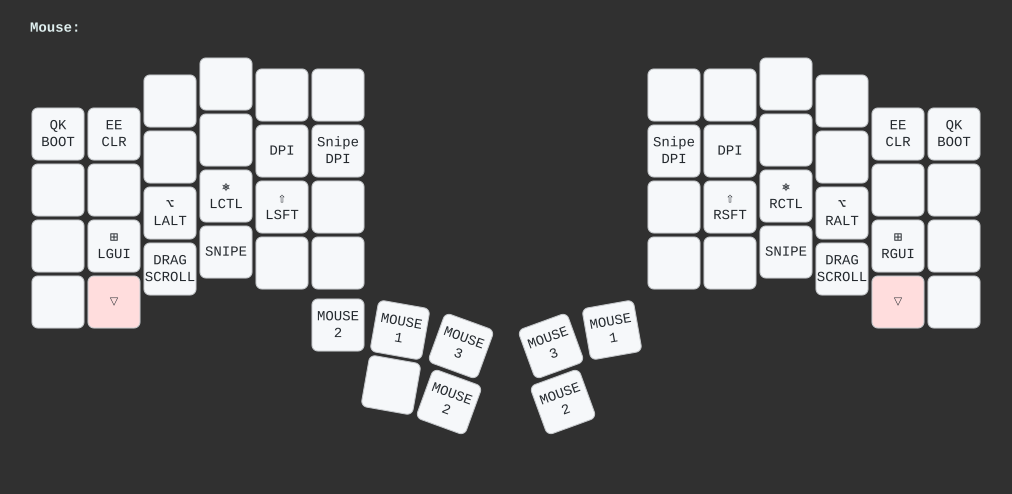 Mouse:
QK
BOOT
EE
CLR
DPI
Snipe
DPI
Snipe
DPI
DPI
EE
CLR
QK
BOOT
⌥
LALT
⎈
LCTL
⇧
LSFT
⇧
RSFT
⎈
RCTL
⌥
RALT
⊞
LGUI
DRAG
SCROLL
SNIPE
SNIPE
DRAG
SCROLL
⊞
RGUI
▽
▽
MOUSE
2
MOUSE
1
MOUSE
3
MOUSE
3
MOUSE
1
MOUSE
2
MOUSE
2